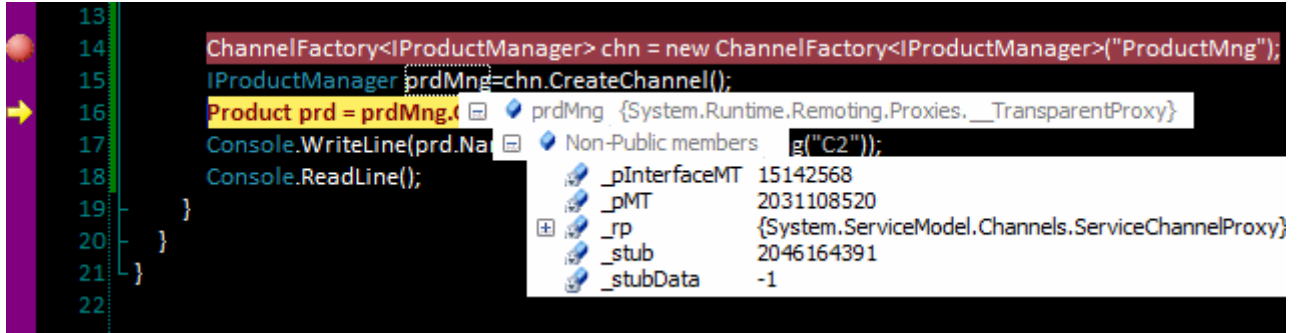 13
14 ChannelFactory<IProductManager> chn = new ChannelFactory<IProductManager>("ProductMng");
15 IProductManager prdMng=chn.CreateChannel();
16 Product prd = prdMng. prdMng {System.Runtime.Remoting.Proxies.__TransparentProxy}
17 Console.WriteLine(prd.Na Non-Public members g("C2"));
18 Console.ReadLine(); _pInterfaceMT 15142568
19 } _pMT 2031108520
20 } _rp {System.ServiceModel.Channels.ServiceChannelProxy}
_stub 2046164391
21 } _stubData -1
22